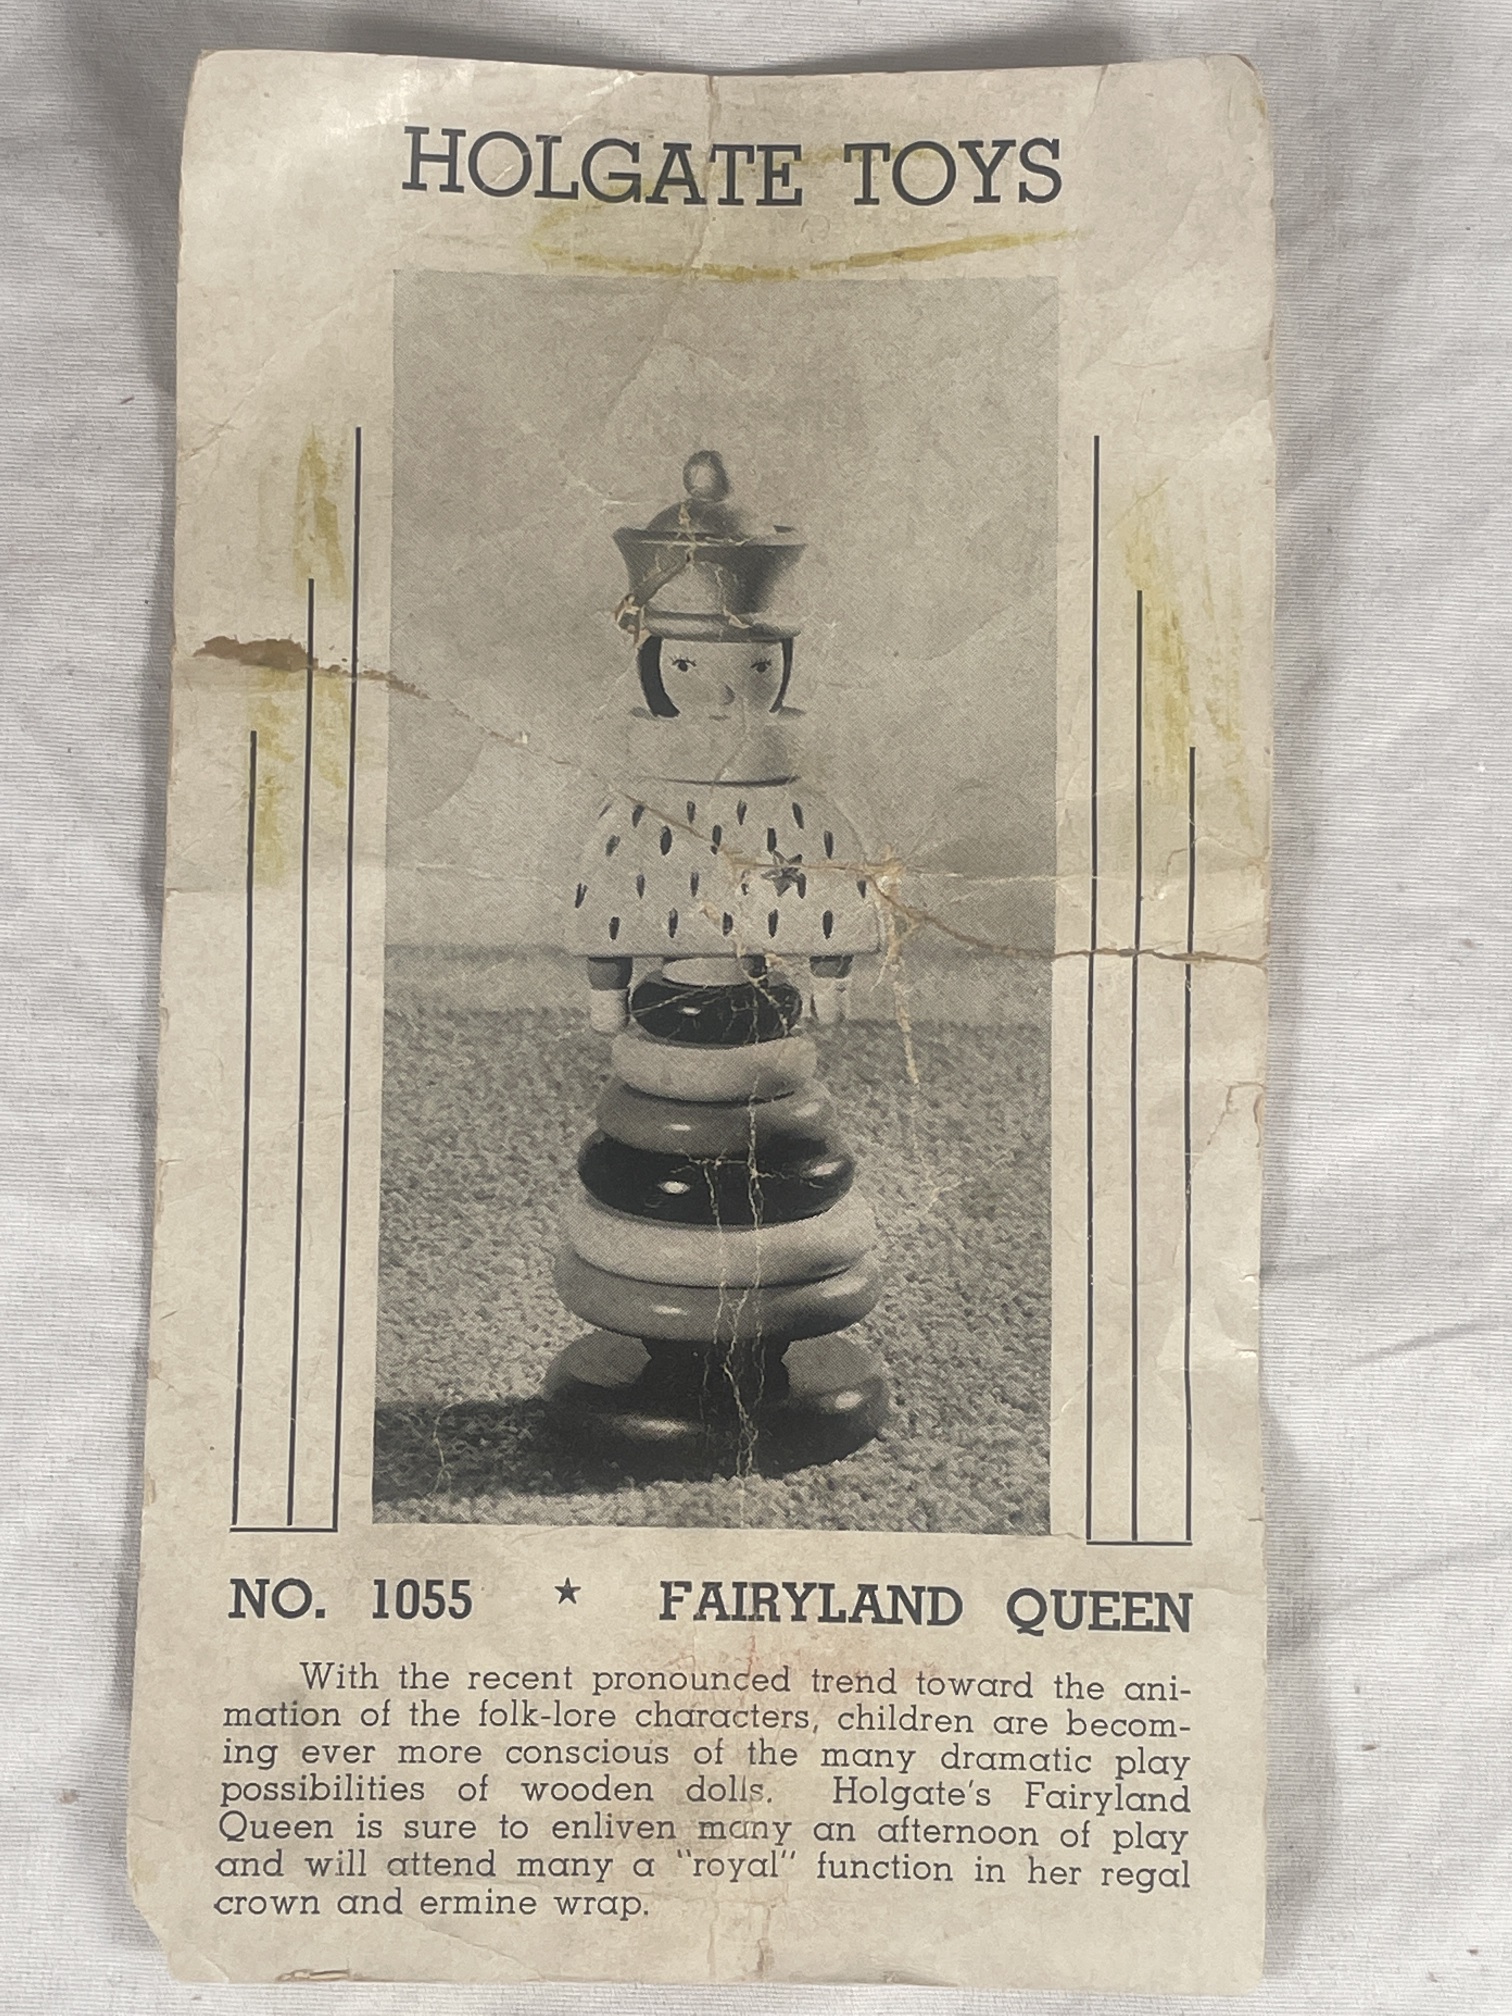 HOLGATE TOYS
NO. 1055 ★ FAIRYLAND QUEEN
With the recent pronounced trend toward the ani-
mation of the folk-lore characters, children are becom-
ing ever more conscious of the many dramatic play
possibilities of wooden dolls. Holgate's Fairyland
Queen is sure to enliven many an afternoon of play
and will attend many a "royal" function in her regal
crown and ermine wrap.